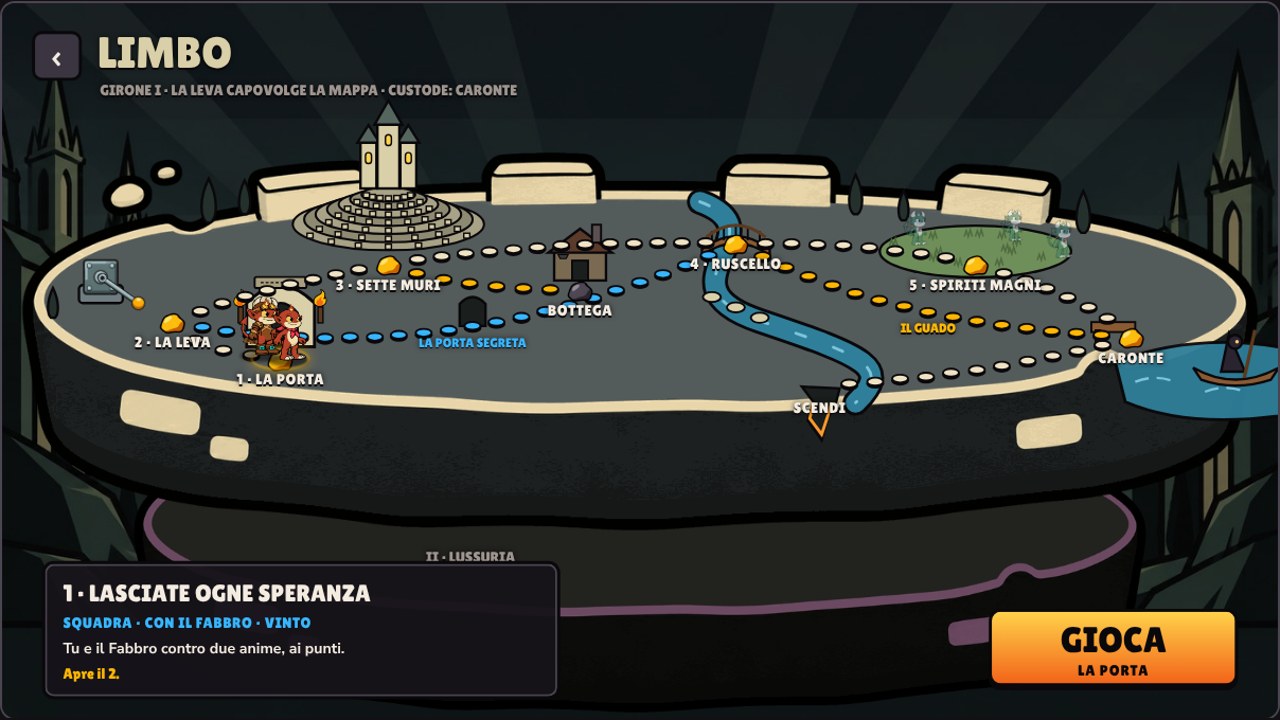 LIMBO
GIRONE I · LA LEVA CAPOVOLGE LA MAPPA · CUSTODE: CARONTE
4 · RUSCELLO
3 · SETTE MURI
5 · SPIRITI MAGNI
BOTTEGA
IL GUADO
2 · LA LEVA
LA PORTA SEGRETA
CARONTE
1 · LA PORTA
SCENDI
II · LUSSURIA
1 · LASCIATE OGNE SPERANZA
SQUADRA · CON IL FABBRO · VINTO
Tu e il Fabbro contro due anime, ai punti.
Apre il 2.
GIOCA
LA PORTA